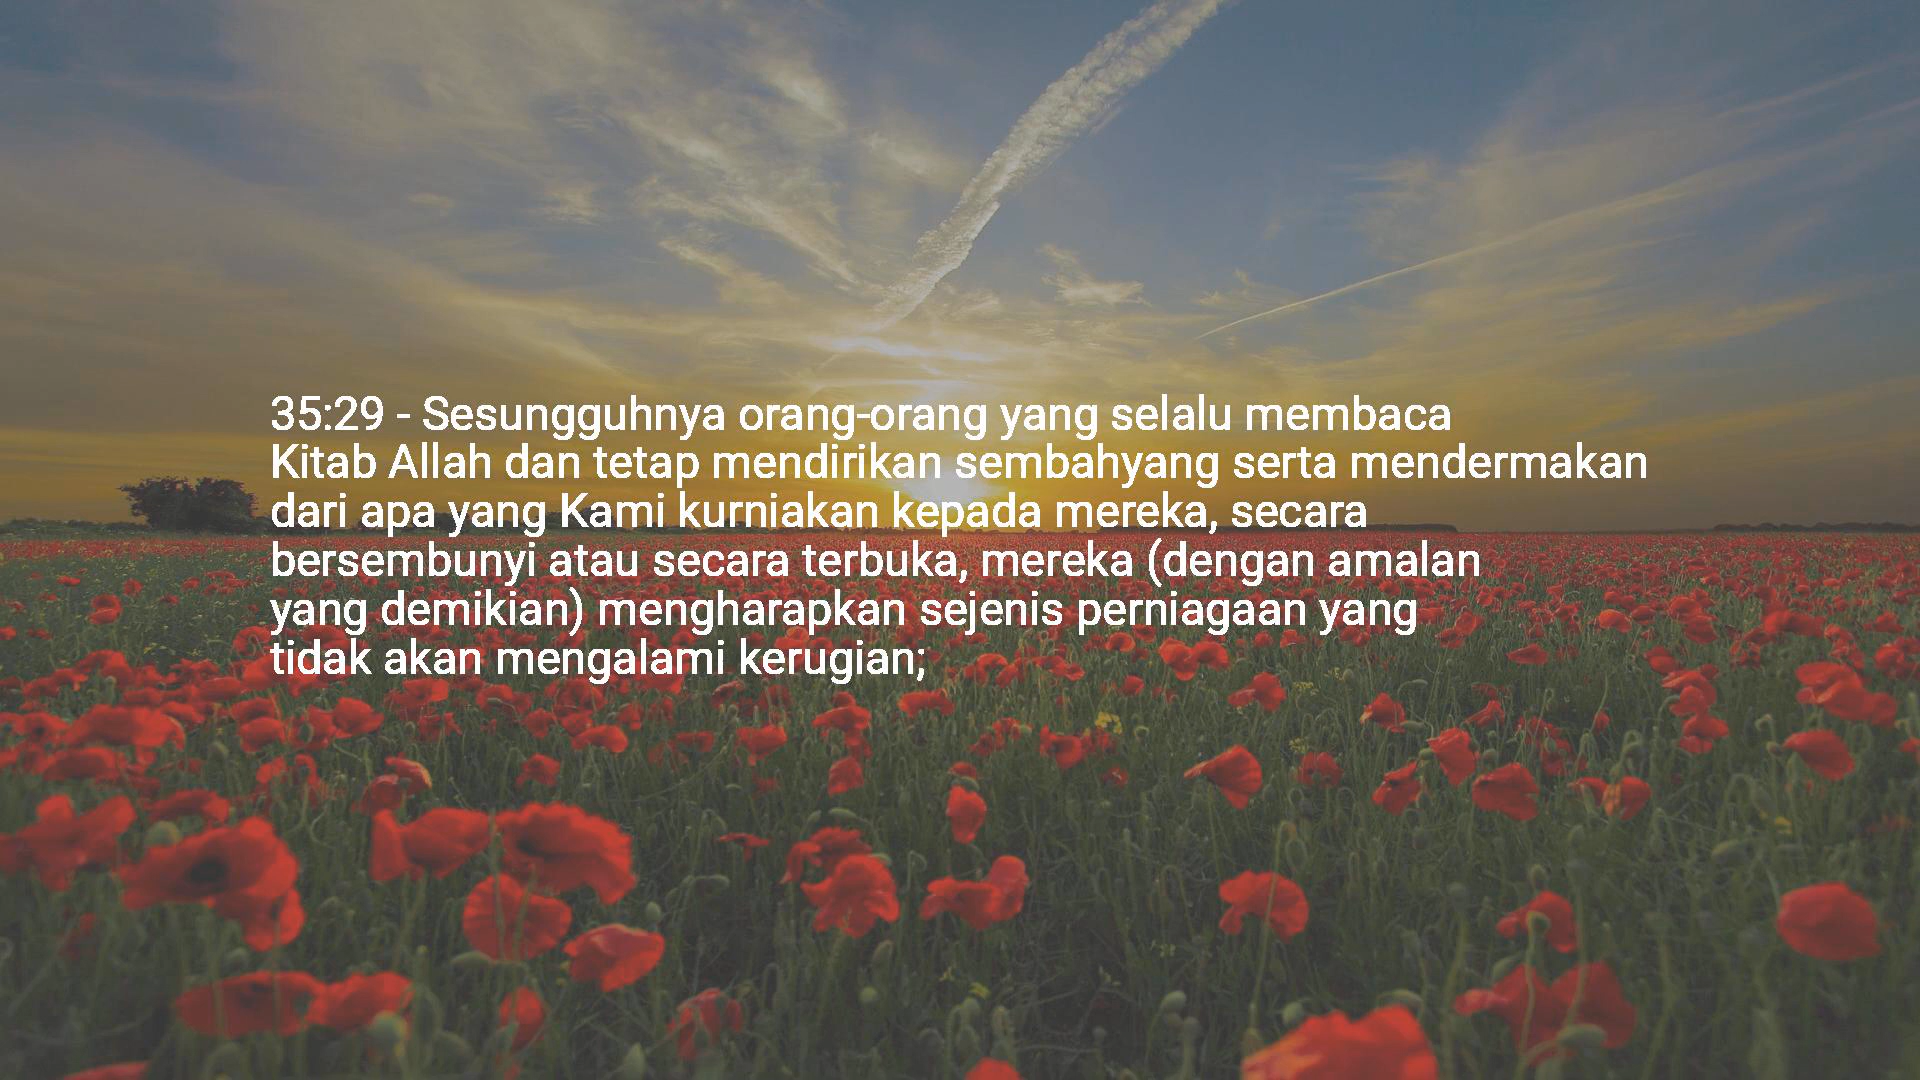 35:29 - Sesungguhnya orang-orang yang selalu membaca
Kitab Allah dan tetap mendirikan sembahyang serta mendermakan
dari apa yang Kami kurniakan kepada mereka, secara
bersembunyi atau secara terbuka, mereka (dengan amalan
yang demikian) mengharapkan sejenis perniagaan yang
tidak akan mengalami kerugian;